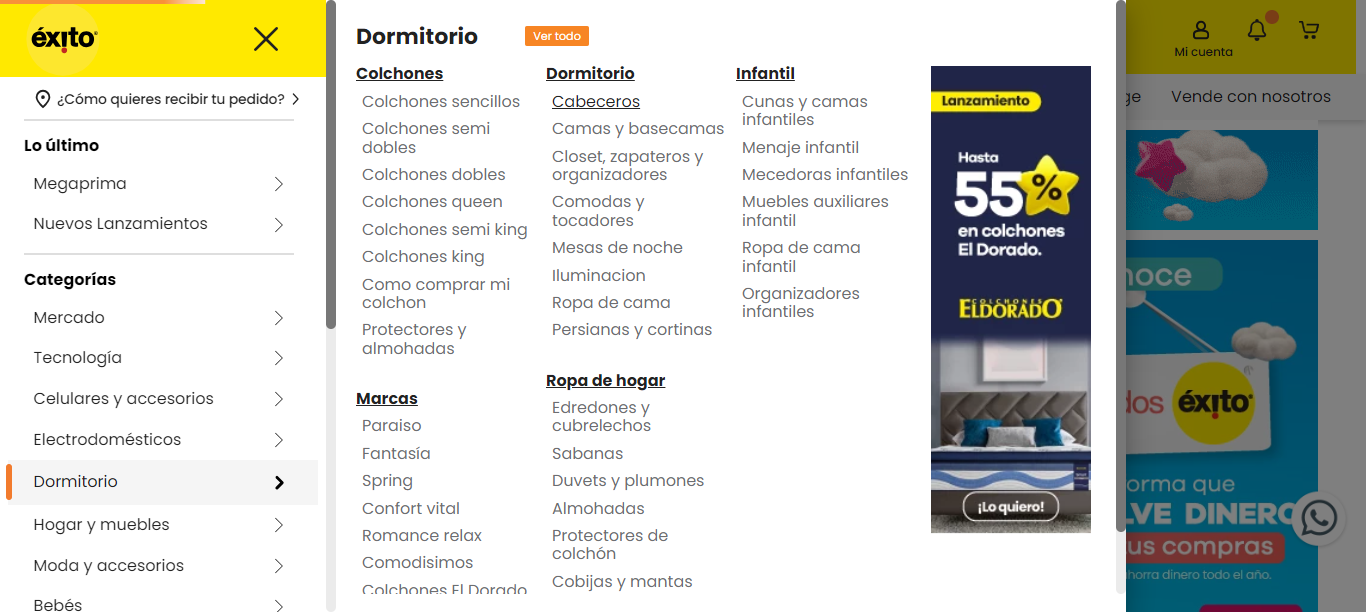 éxito
¿Cómo quieres recibir tu pedido?
Lo último
Megaprima
Nuevos Lanzamientos
Categorías
Mercado
Tecnología
Celulares y accesorios
Electrodomésticos
Dormitorio
Hogar y muebles
Moda y accesorios
Bebés
Dormitorio
Ver todo
Colchones
Colchones sencillos
Colchones semi
dobles
Colchones dobles
Colchones queen
Colchones semi king
Colchones king
Como comprar mi
colchon
Protectores y
almohadas
Marcas
Paraiso
Fantasía
Spring
Confort vital
Romance relax
Comodisimos
Colchones El Dorado
Dormitorio
Cabeceros
Camas y basecamas
Closet, zapateros y
organizadores
Comodas y
tocadores
Mesas de noche
Iluminacion
Ropa de cama
Persianas y cortinas
Ropa de hogar
Edredones y
cubrelechos
Sabanas
Duvets y plumones
Almohadas
Protectores de
colchón
Cobijas y mantas
Infantil
Cunas y camas
infantiles
Menaje infantil
Mecedoras infantiles
Muebles auxiliares
infantil
Ropa de cama
infantil
Organizadores
infantiles
Lanzamiento
Hasta
55%
en colchones
El Dorado.
COLCHONES
ELDORADO
¡Lo quiero!
Mi cuenta
Vende con nosotros
éxito
que
DINERO
us compras
dinero todo el año.